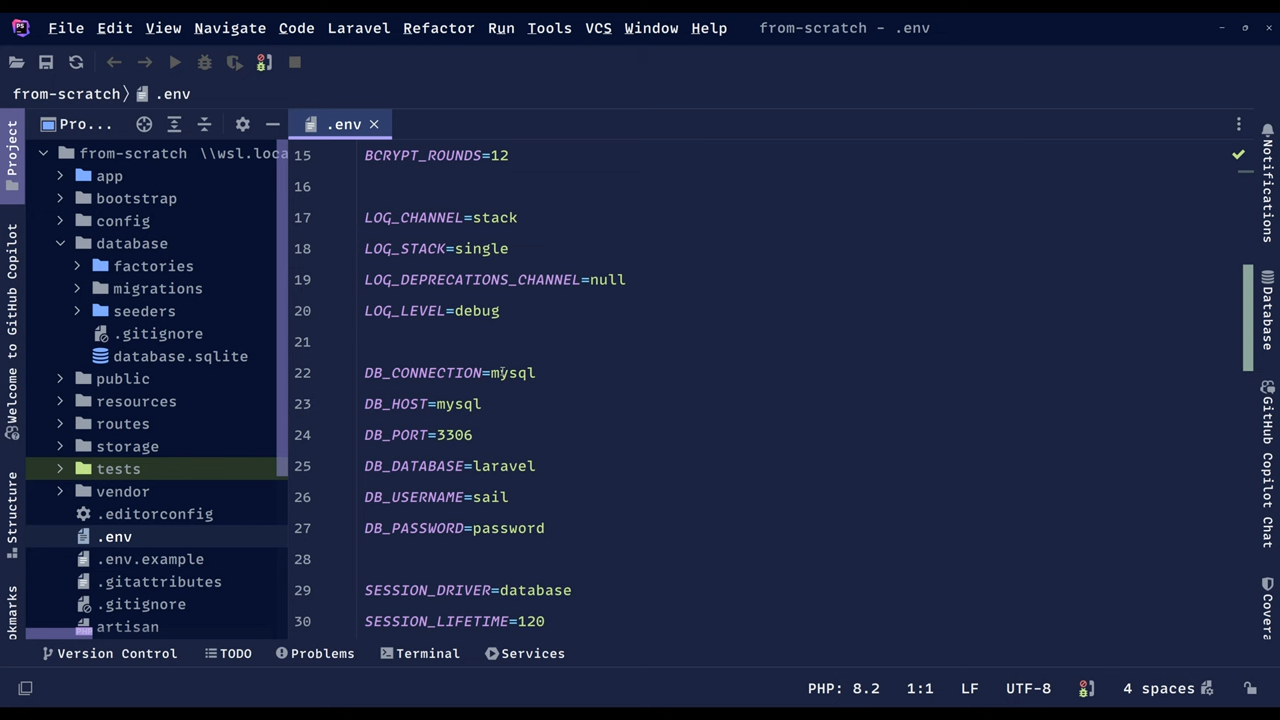 PS File Edit View Navigate Code Laravel Refactor Run Tools VCS Window Help from-scratch - .env
from-scratch .env
Project
Welcome to GitHub Copilot
Structure
Pro...
from-scratch \\wsl.loca
app
bootstrap
config
database
factories
migrations
seeders
.gitignore
database.sqlite
public
resources
routes
storage
tests
vendor
.editorconfig
.env
.env.example
.gitattributes
.gitignore
artisan
.env
15 BCRYPT_ROUNDS=12
16
17 LOG_CHANNEL=stack
18 LOG_STACK=single
19 LOG_DEPRECATIONS_CHANNEL=null
20 LOG_LEVEL=debug
21
22 DB_CONNECTION=mysql
23 DB_HOST=mysql
24 DB_PORT=3306
25 DB_DATABASE=laravel
26 DB_USERNAME=sail
27 DB_PASSWORD=password
28
29 SESSION_DRIVER=database
30 SESSION_LIFETIME=120
Notifications
Database
GitHub Copilot Chat
Version Control TODO Problems Terminal Services
PHP: 8.2 1:1 LF UTF-8 4 spaces